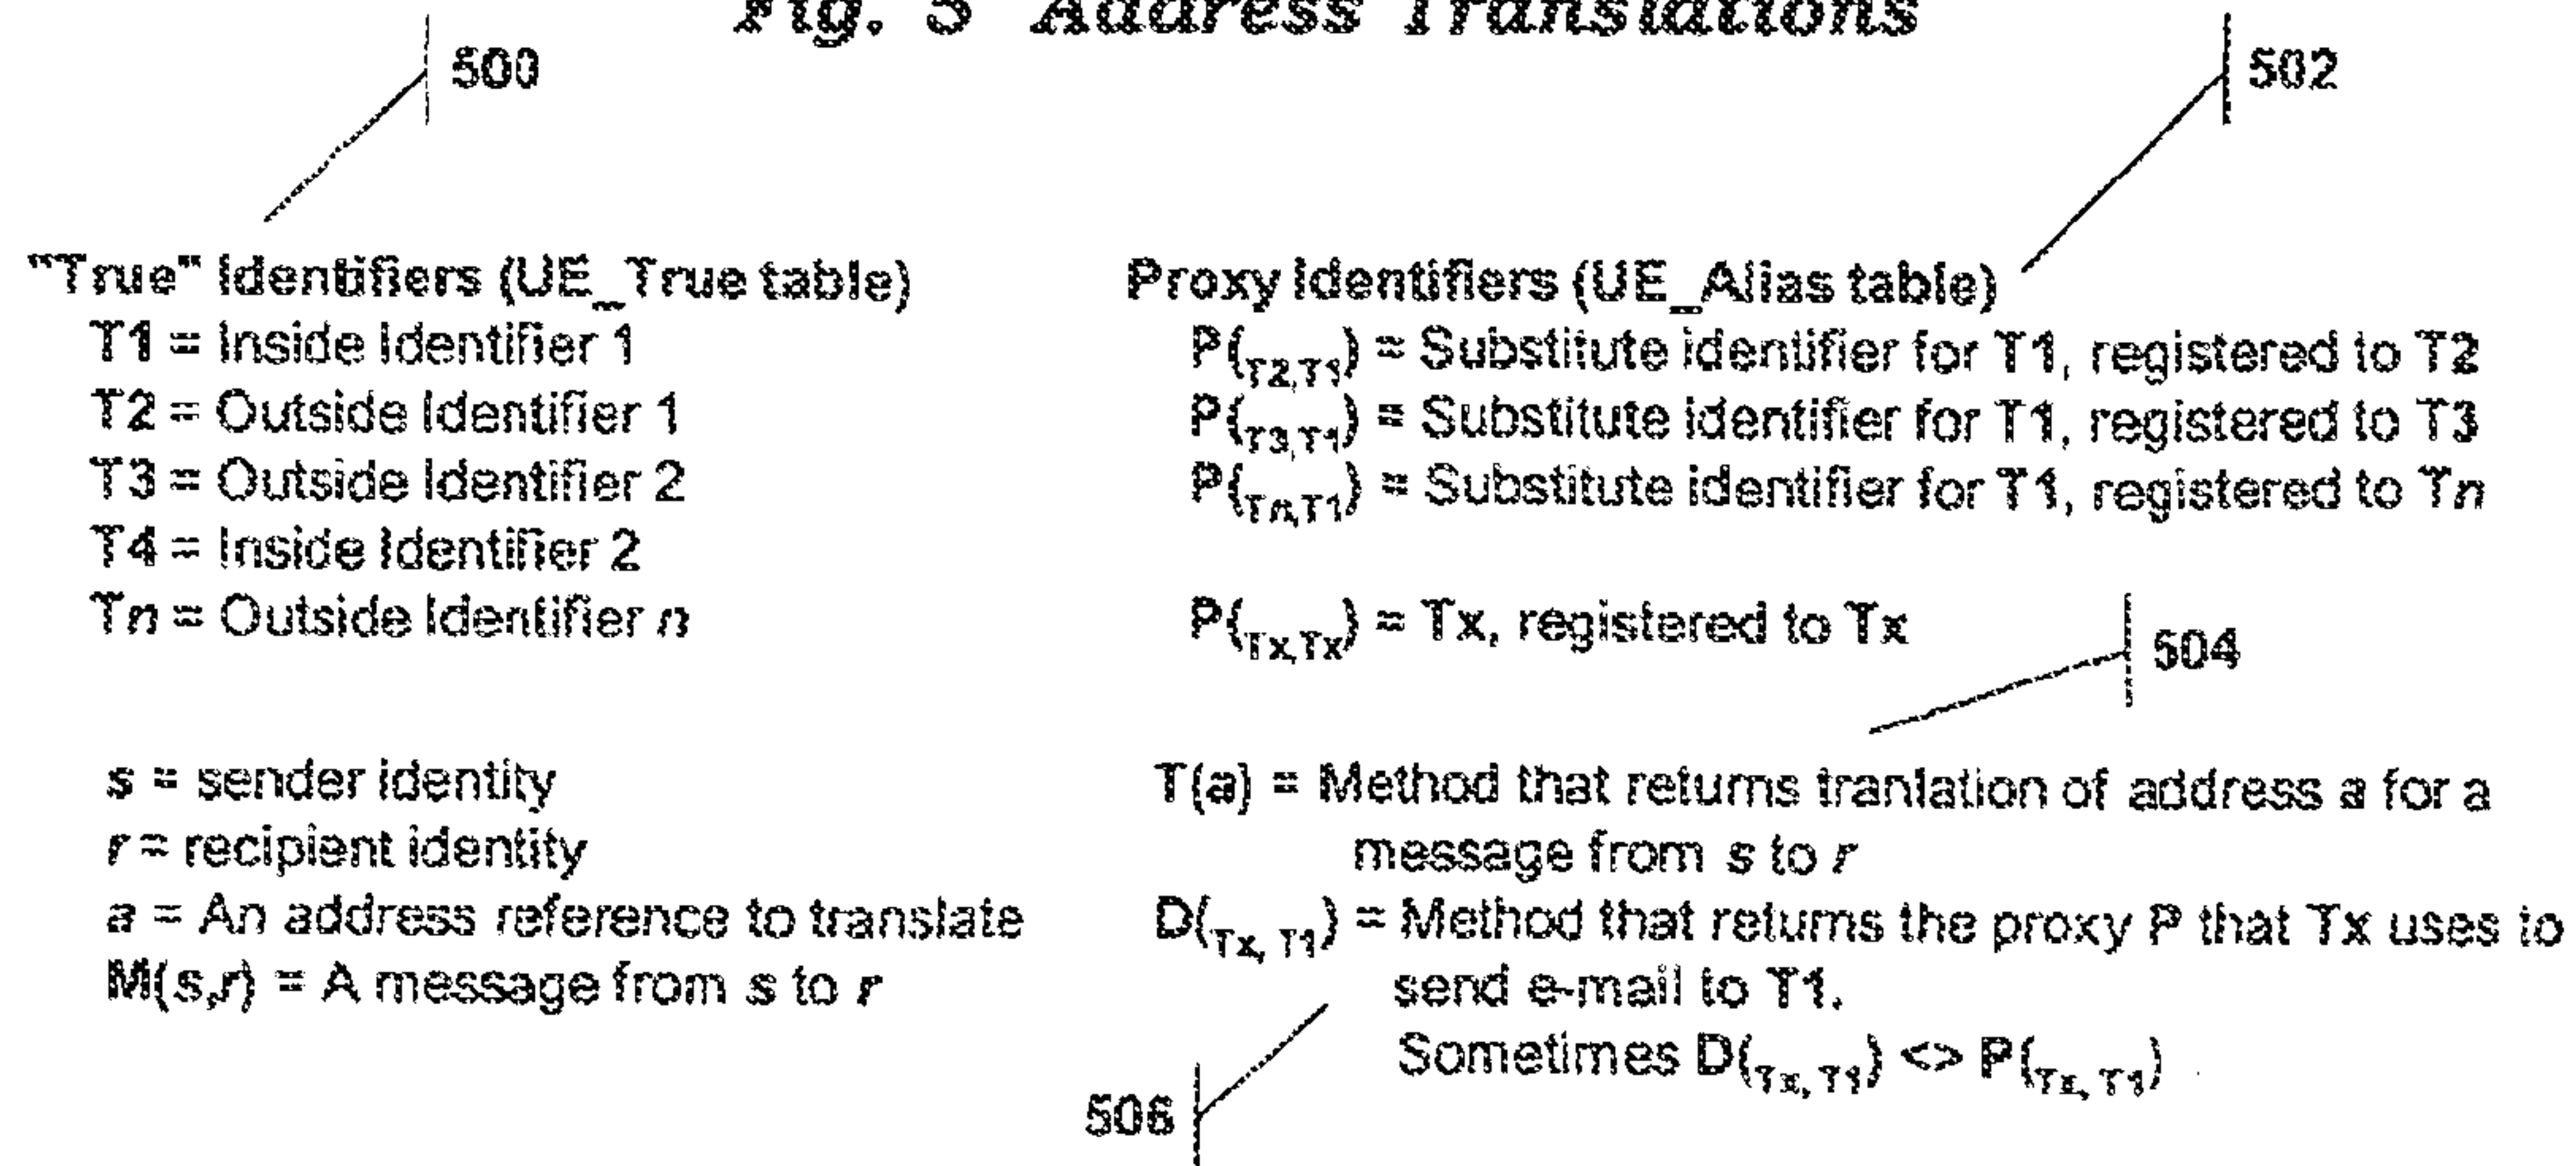 Fig. 5 Address Translations
500
502
"True" Identifiers (UE_True table)
T1 = Inside Identifier 1
T2 = Outside Identifier 1
T3 = Outside Identifier 2
T4 = Inside Identifier 2
Tn = Outside Identifier n
Proxy Identifiers (UE_Alias table)
P(T2,T1) = Substitute identifier for T1, registered to T2
P(T3,T1) = Substitute identifier for T1, registered to T3
P(Tn,T1) = Substitute identifier for T1, registered to Tn
P(Tx,Tx) = Tx, registered to Tx
504
s = sender identity
r = recipient identity
a = An address reference to translate
M(s,r) = A message from s to r
T(a) = Method that returns tranlation of address a for a
message from s to r
D(Tx, T1) = Method that returns the proxy P that Tx uses to
send e-mail to T1.
Sometimes D(Tx, T1) <> P(Tx, T1)
506